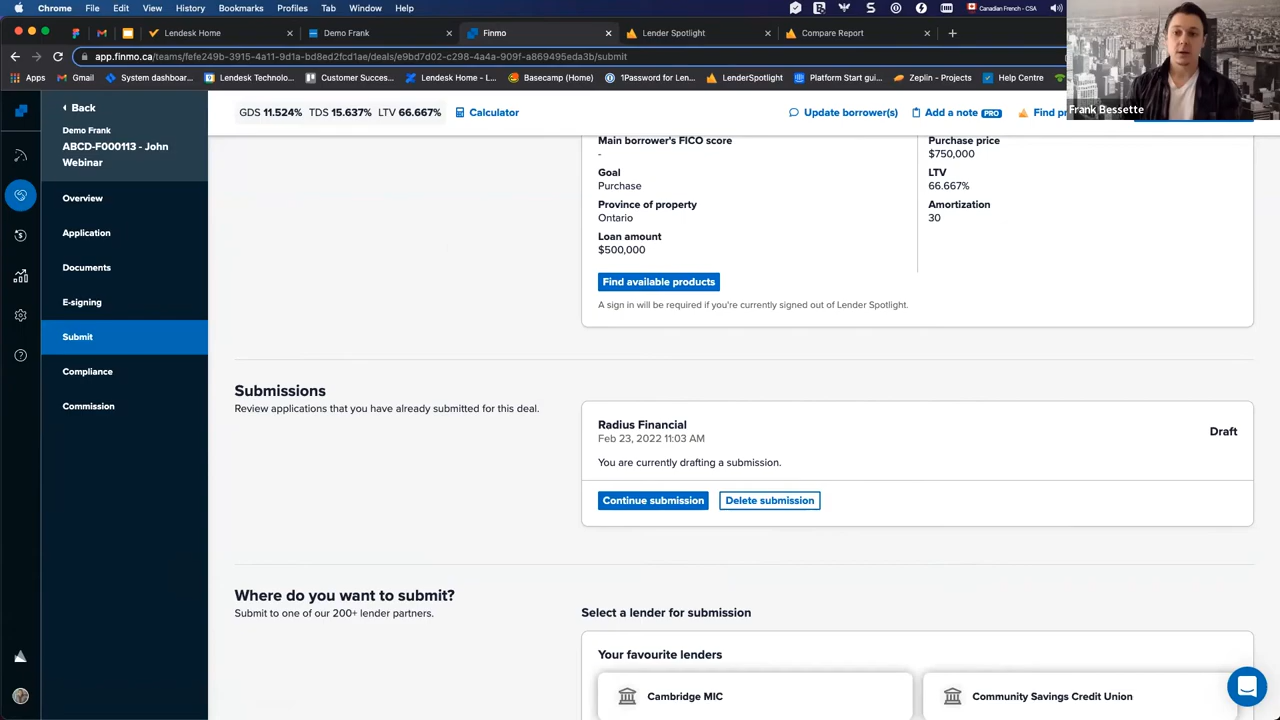 Chrome File Edit View History Bookmarks Profiles Tab Window Help
Canadian French - CSA
Lendesk Home
Demo Frank
Finmo
Lender Spotlight
Compare Report
app.finmo.ca/teams/fefe249b-3915-4a11-9d1a-bd8ed2fcd1ae/deals/e9bd7d02-c298-4a4a-909f-a869495eda3b/submit
Apps Gmail System dashboar... Lendesk Technolo... Customer Succes... Lendesk Home - L... Basecamp (Home) 1Password for Len... LenderSpotlight Platform Start gui... Zeplin - Projects Help Centre
Frank Bessette
Back
Demo Frank
ABCD-F000113 - John
Webinar
Overview
Application
Documents
E-signing
Submit
Compliance
Commission
GDS 11.524% TDS 15.637% LTV 66.667% Calculator
Update borrower(s) Add a note PRO Find pr
Main borrower's FICO score
-
Goal
Purchase
Province of property
Ontario
Loan amount
$500,000
Purchase price
$750,000
LTV
66.667%
Amortization
30
Find available products
A sign in will be required if you're currently signed out of Lender Spotlight.
Submissions
Review applications that you have already submitted for this deal.
Radius Financial
Feb 23, 2022 11:03 AM
Draft
You are currently drafting a submission.
Continue submission Delete submission
Where do you want to submit?
Submit to one of our 200+ lender partners.
Select a lender for submission
Your favourite lenders
Cambridge MIC
Community Savings Credit Union